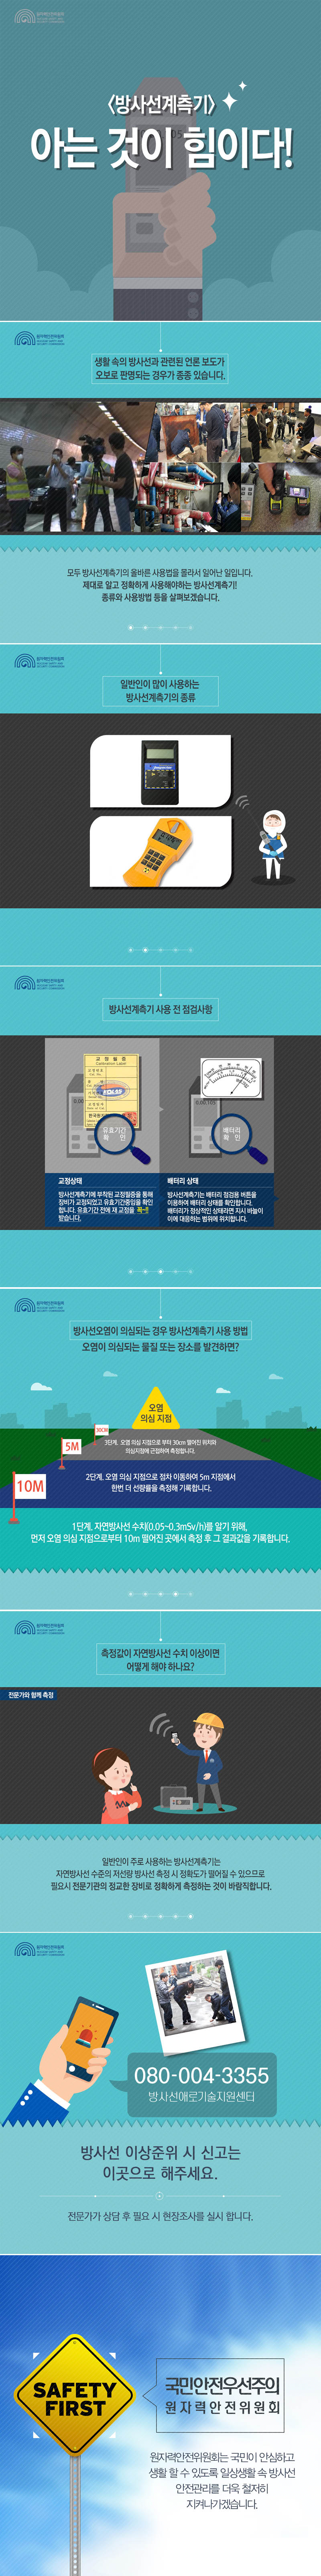 원자력안전위원회
<방사선계측기>
아는 것이 힘이다!
원자력안전위원회
NUCLEAR SAFETY AND
SECURITY COMMISSION
생활 속의 방사선과 관련된 언론 보도가
오보로 판명되는 경우가 종종 있습니다.
모두 방사선계측기의 올바른 사용법을 몰라서 일어난 일입니다.
제대로 알고 정확하게 사용해야하는 방사선계측기!
종류와 사용방법 등을 살펴보겠습니다.
원자력안전위원회
NUCLEAR SAFETY AND
SECURITY COMMISSION
일반인이 많이 사용하는
방사선계측기의 종류
원자력안전위원회
NUCLEAR SAFETY AND
SECURITY COMMISSION
방사선계측기 사용 전 점검사항
교 정 필 증
Calibration Label
KOLAS
유효기간
확 인
배터리
확 인
교정상태
방사선계측기에 부착된 교정필증을 통해
장비가 교정되었고 유효기간중임을 확인
합니다. 유효기간 전에 재 교정을 꼭~!!
받습니다.
배터리 상태
방사선계측기는 배터리 점검용 버튼을
이용하여 배터리 상태를 확인합니다.
배터리가 정상적인 상태라면 지시 바늘이
이에 대응하는 범위에 위치합니다.
원자력안전위원회
NUCLEAR SAFETY AND
SECURITY COMMISSION
방사선오염이 의심되는 경우 방사선계측기 사용 방법
오염이 의심되는 물질 또는 장소를 발견하면?
오염
의심 지점
30CM
3단계. 오염 의심 지점으로 부터 30cm 떨어진 위치와
의심지점에 근접하여 측정합니다.
5M
2단계. 오염 의심 지점으로 점차 이동하여 5m 지점에서
한번 더 선량률을 측정해 기록합니다.
10M
1단계. 자연방사선 수치(0.05~0.3mSv/h)를 알기 위해,
먼저 오염 의심 지점으로부터 10m 떨어진 곳에서 측정 후 그 결과값을 기록합니다.
원자력안전위원회
NUCLEAR SAFETY AND
SECURITY COMMISSION
측정값이 자연방사선 수치 이상이면
어떻게 해야 하나요?
전문가와 함께 측정
일반인이 주로 사용하는 방사선계측기는
자연방사선 수준의 저선량 방사선 측정 시 정확도가 떨어질 수 있으므로
필요시 전문기관의 정교한 장비로 정확하게 측정하는 것이 바람직합니다.
원자력안전위원회
NUCLEAR SAFETY AND
SECURITY COMMISSION
080-004-3355
방사선애로기술지원센터
방사선 이상준위 시 신고는
이곳으로 해주세요.
전문가가 상담 후 필요 시 현장조사를 실시 합니다.
SAFETY
FIRST
국민안전우선주의
원자력안전위원회
원자력안전위원회는 국민이 안심하고
생활 할 수 있도록 일상생활 속 방사선
안전관리를 더욱 철저히
지켜나가겠습니다.